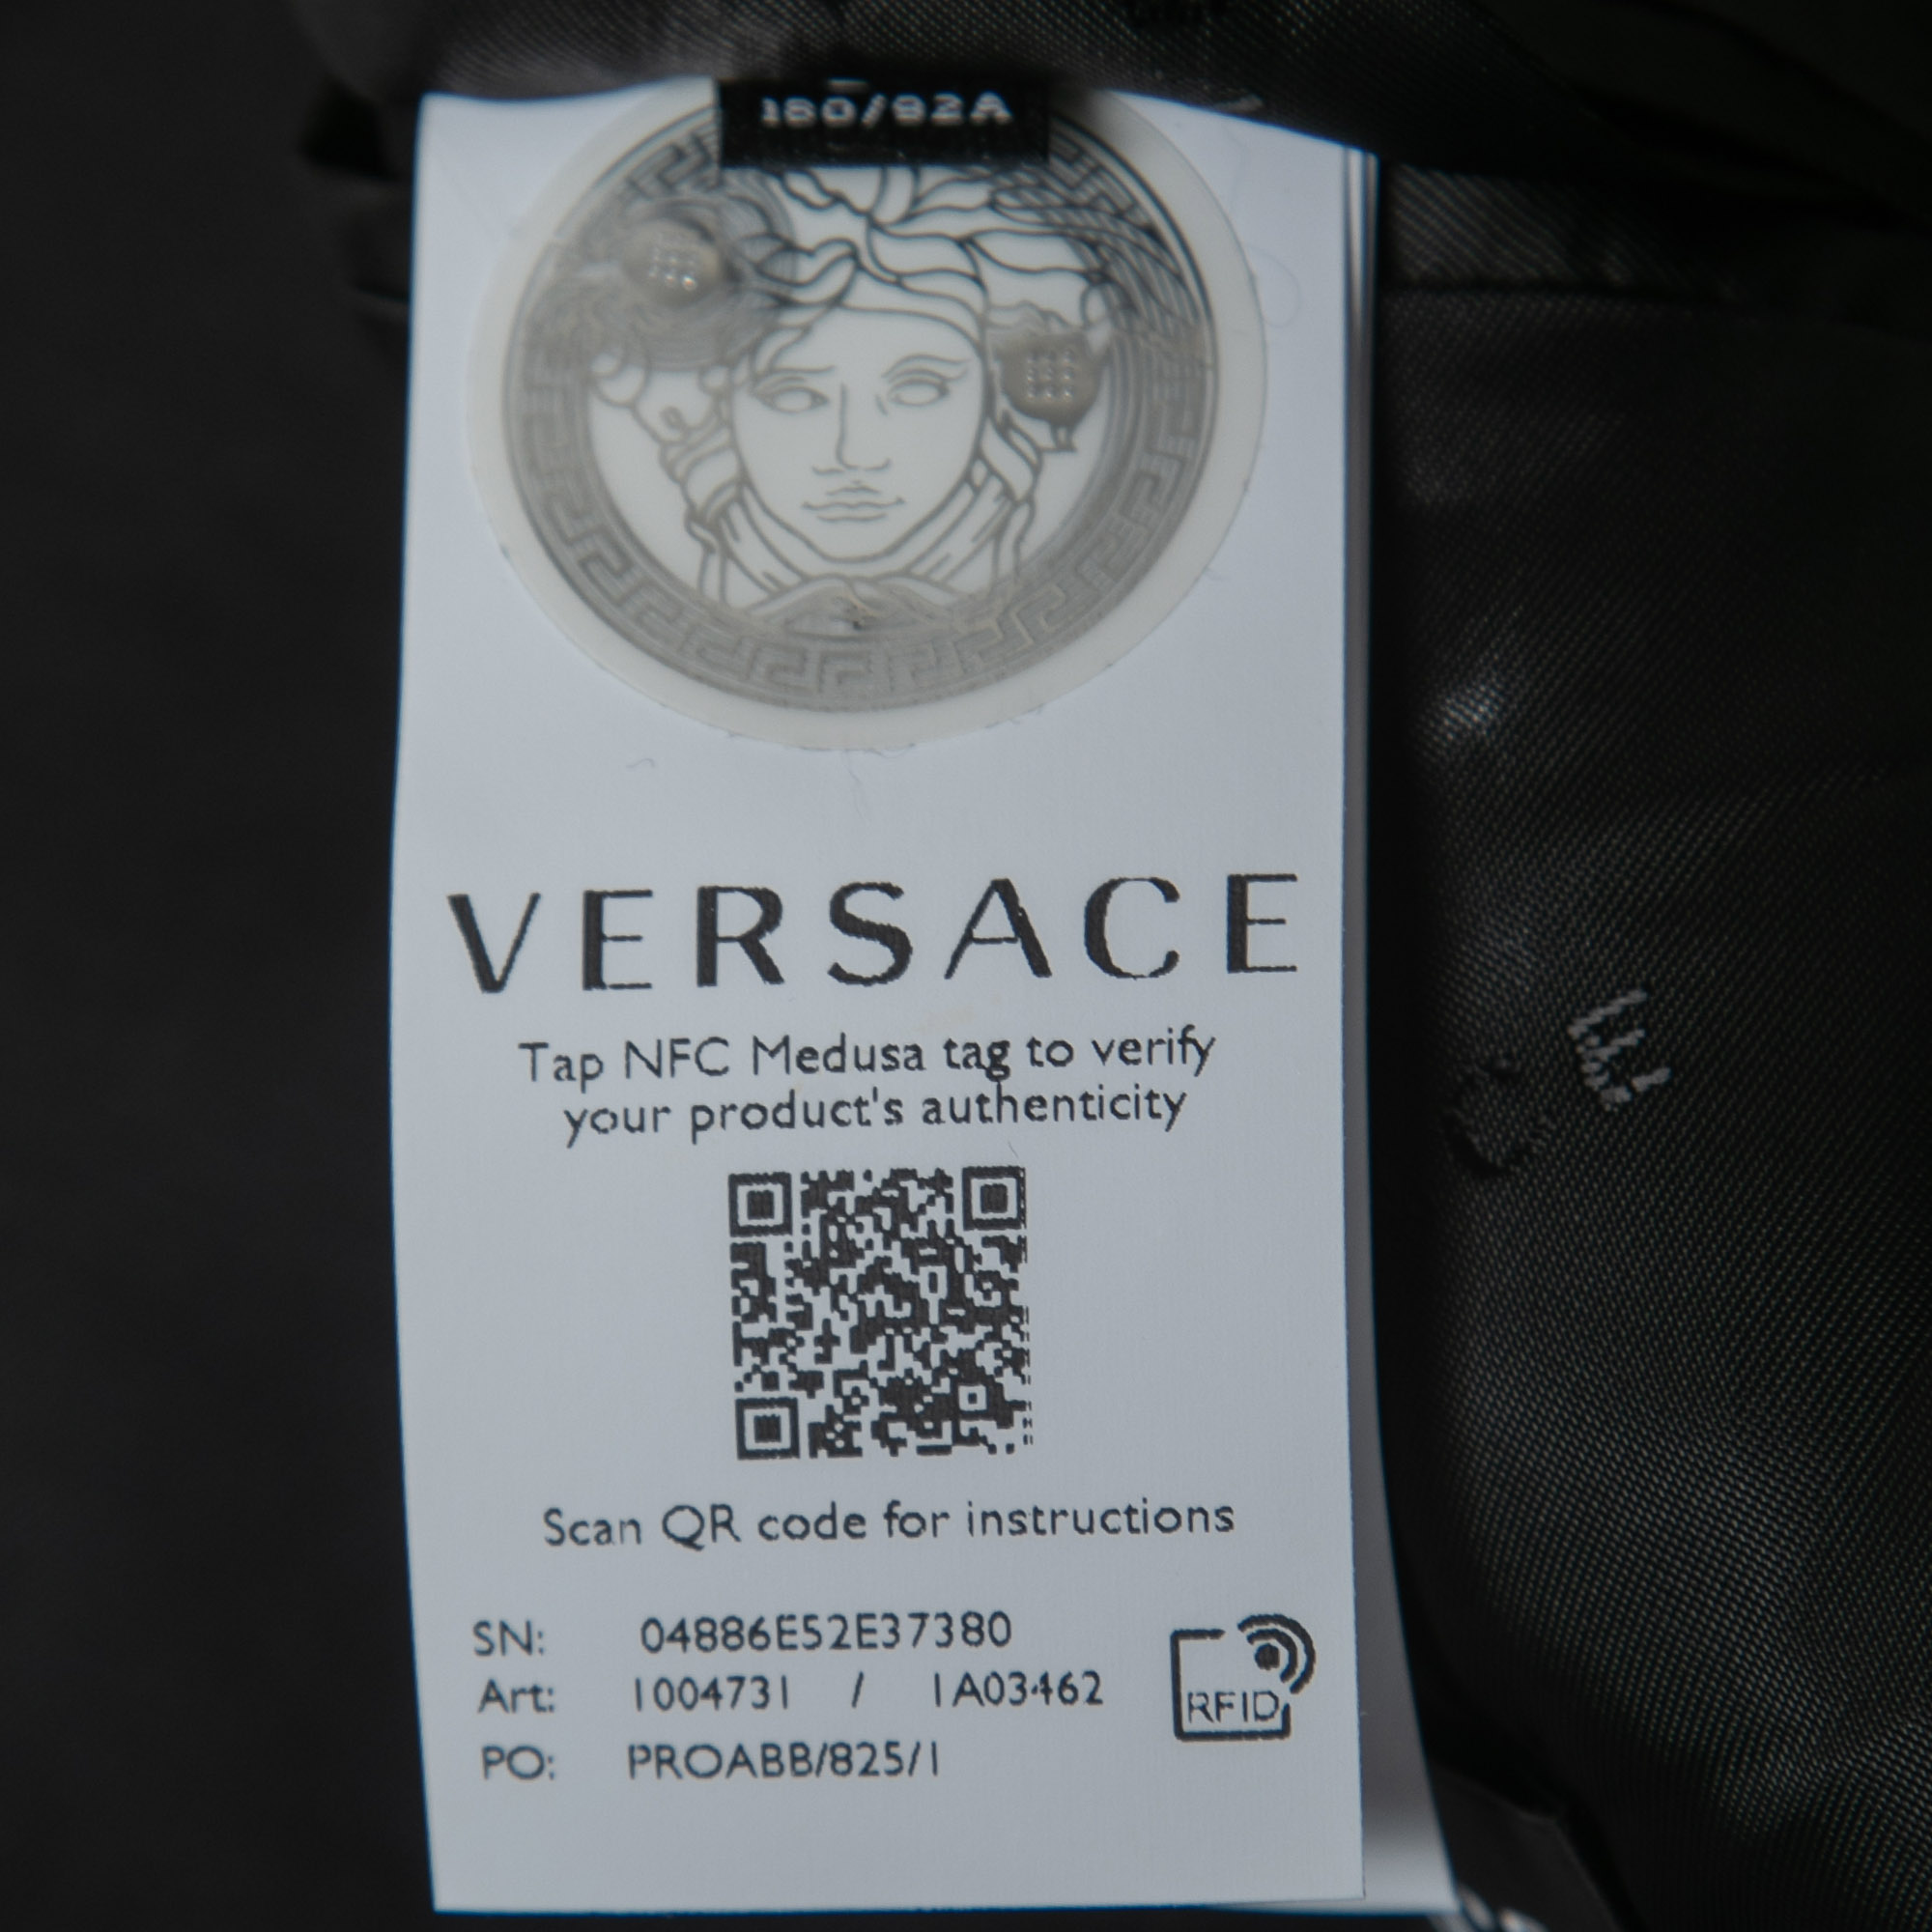 160/92A
VERSACE
Tap NFC Medusa tag to verify
your product's authenticity
Scan QR code for instructions
SN: 04886E52E37380
Art: 1004731 / 1A03462
PO: PROABB/825/1
RFID